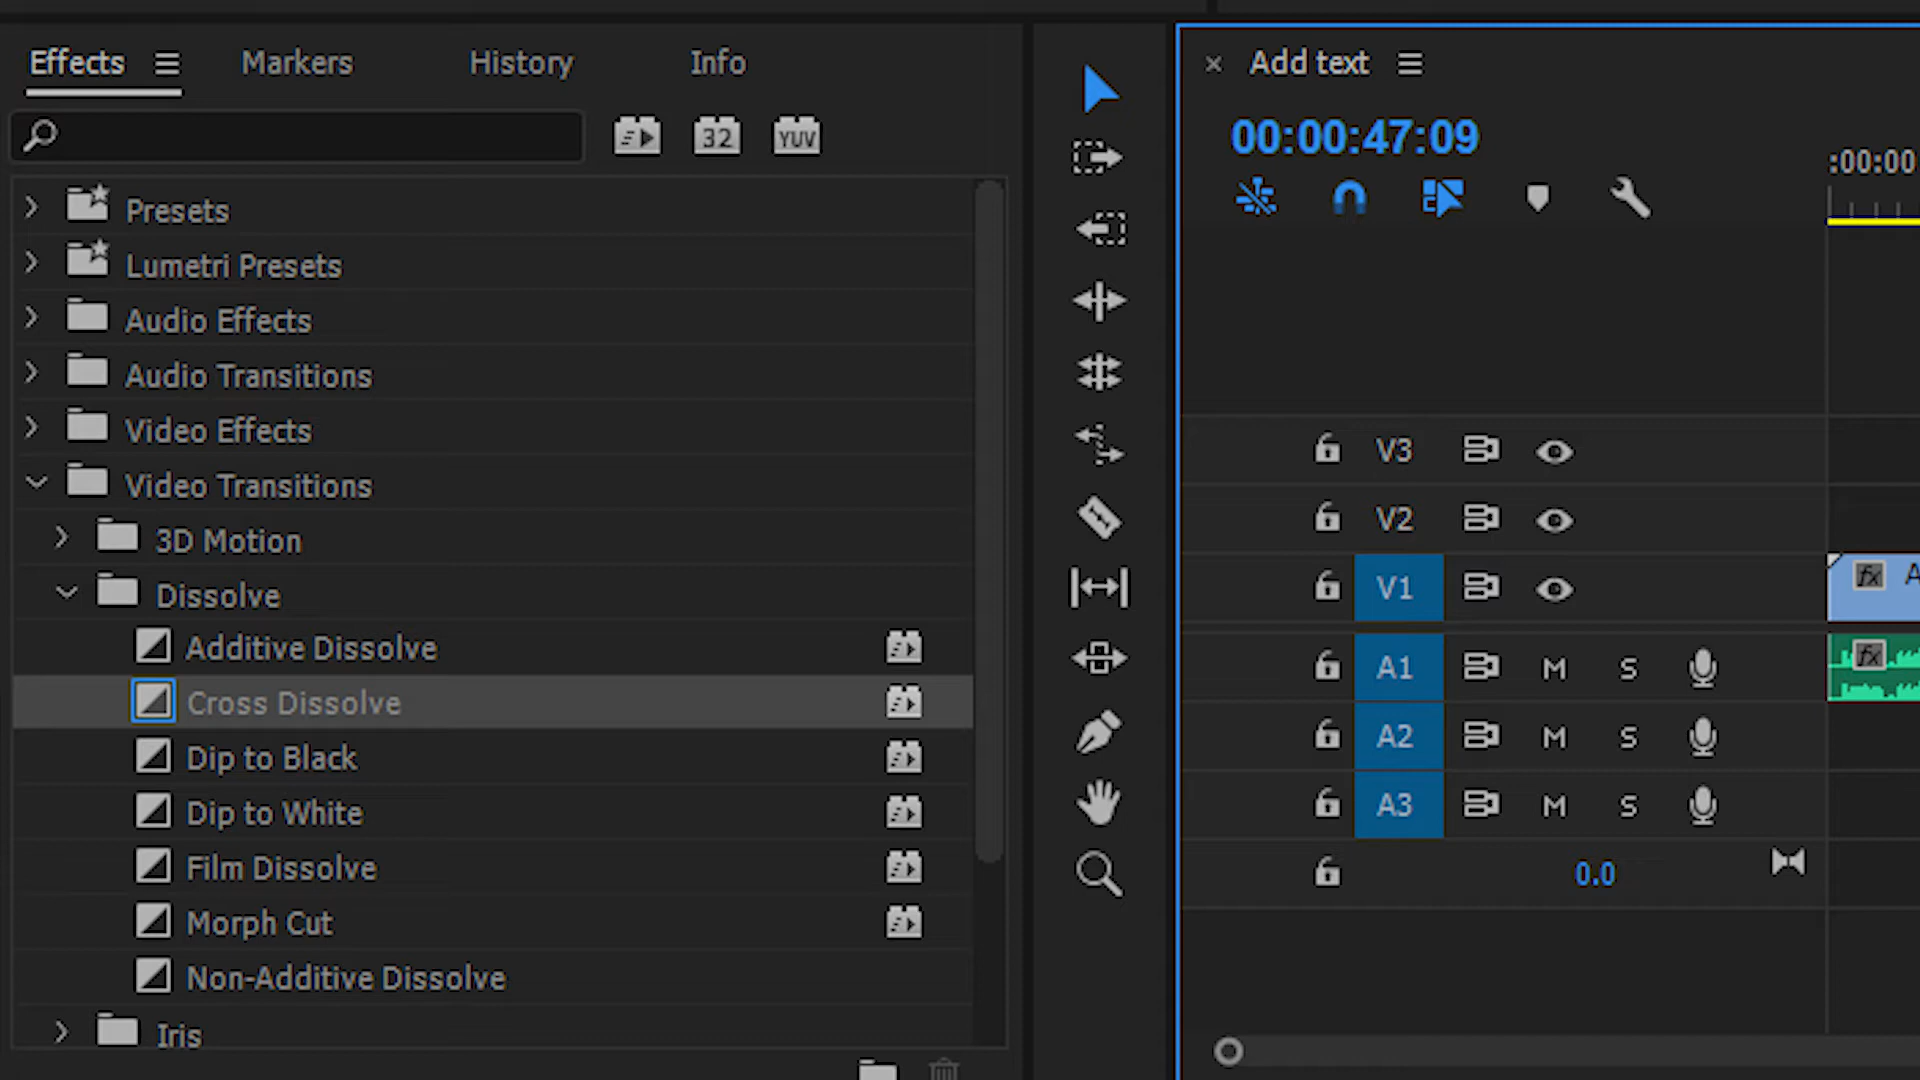 Effects
Markers
History
Info
32
YUV
Presets
Lumetri Presets
Audio Effects
Audio Transitions
Video Effects
Video Transitions
3D Motion
Dissolve
Additive Dissolve
Cross Dissolve
Dip to Black
Dip to White
Film Dissolve
Morph Cut
Non-Additive Dissolve
Iris
Add text
00:00:47:09
:00:00
V3
V2
V1
fx A
A1 M S
fx
A2 M S
A3 M S
0.0